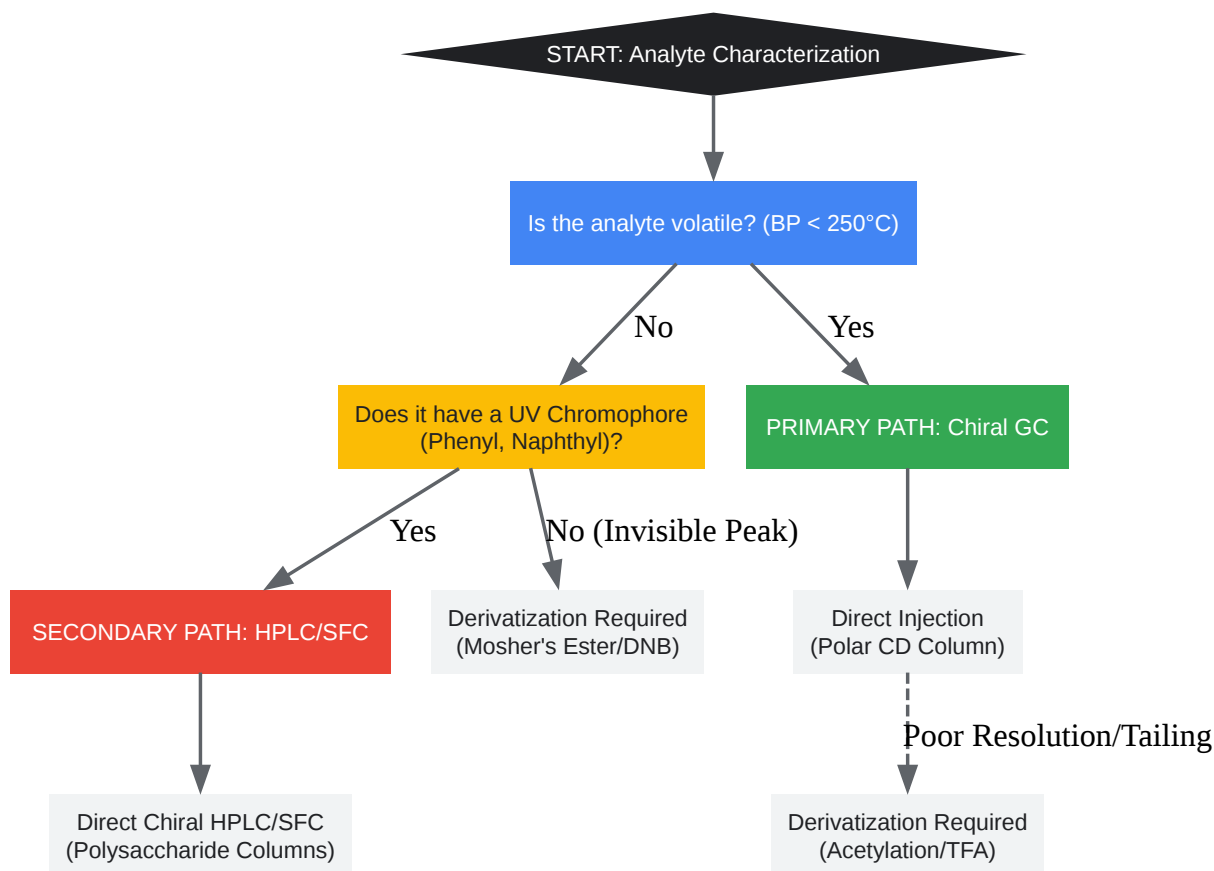 START: Analyte Characterization
Is the analyte volatile? (BP < 250°C)
No
Yes
Does it have a UV Chromophore
(Phenyl, Naphthyl)?
PRIMARY PATH: Chiral GC
Yes
No (Invisible Peak)
SECONDARY PATH: HPLC/SFC
Derivatization Required
(Mosher's Ester/DNB)
Direct Injection
(Polar CD Column)
Poor Resolution/Tailing
Direct Chiral HPLC/SFC
(Polysaccharide Columns)
Derivatization Required
(Acetylation/TFA)